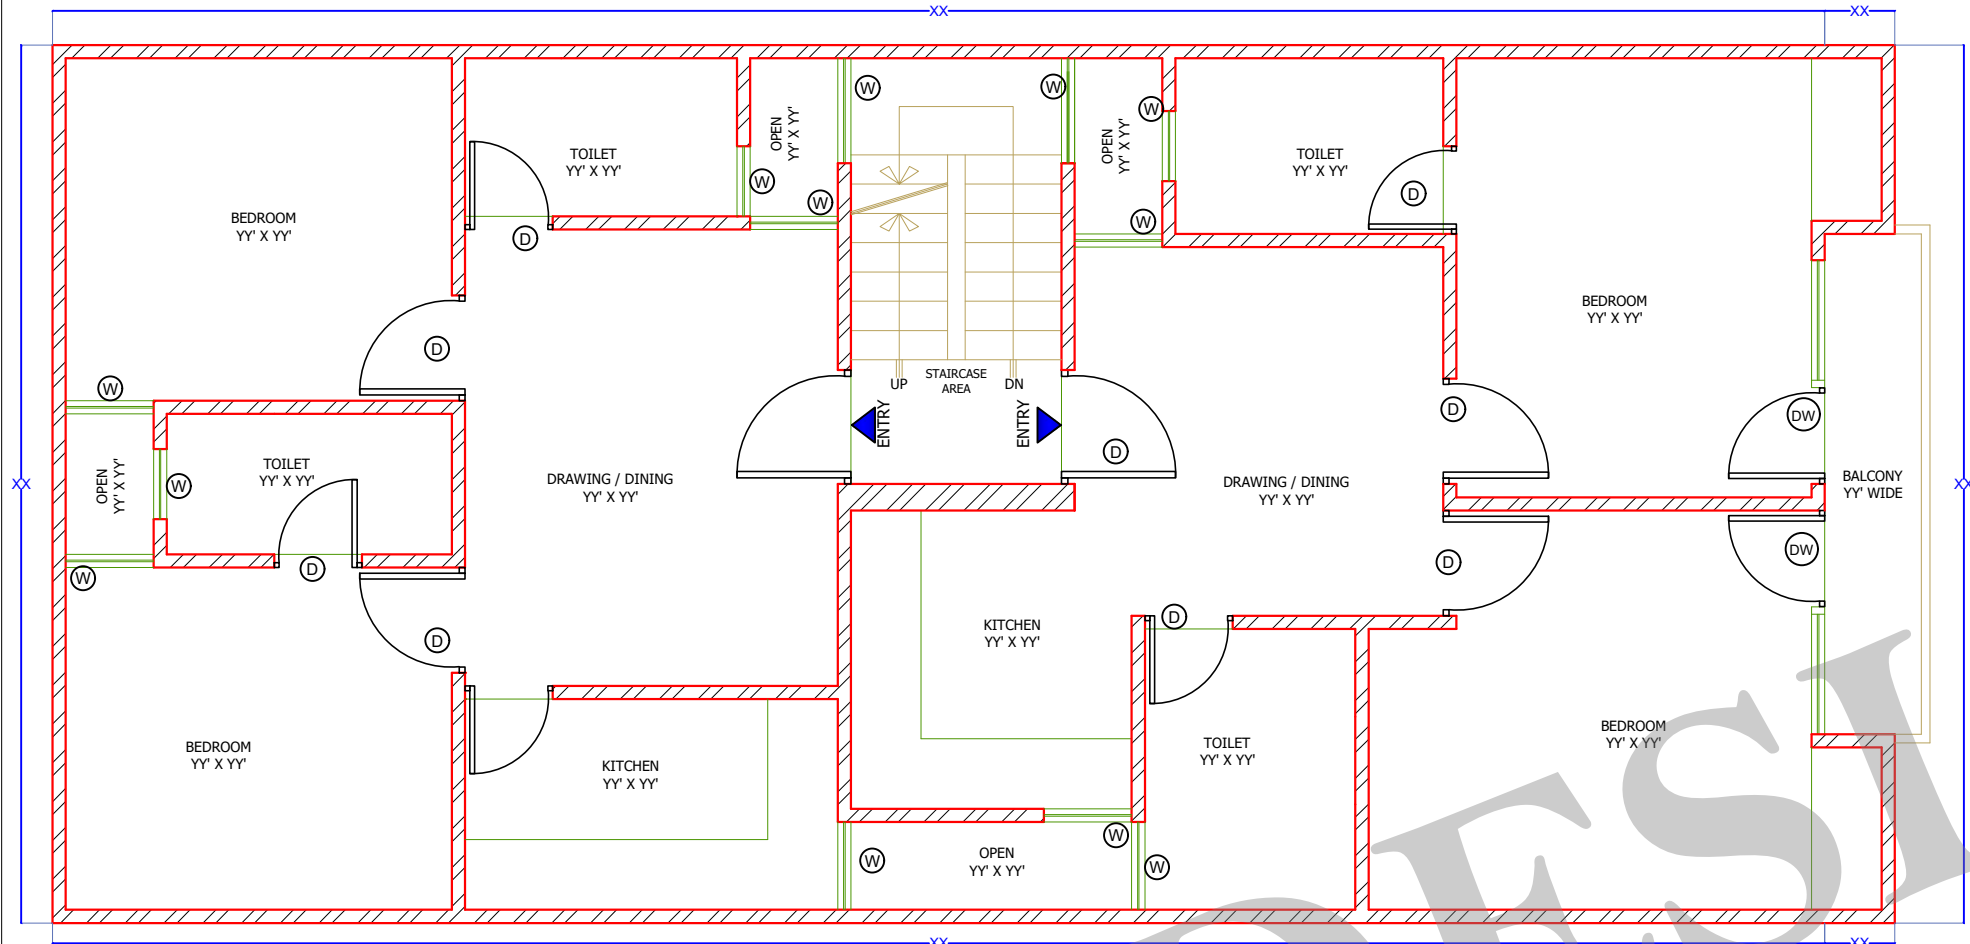 XX
XX
W
W
W
OPEN
YY' X YY'
OPEN
YY' X YY'
TOILET
YY' X YY'
TOILET
YY' X YY'
W
W
W
D
BEDROOM
YY' X YY'
D
BEDROOM
YY' X YY'
D
W
UP
STAIRCASE
AREA
DN
ENTRY
ENTRY
D
DW
D
XX
OPEN
YY' X YY'
W
TOILET
YY' X YY'
DRAWING / DINING
YY' X YY'
DRAWING / DINING
YY' X YY'
BALCONY
YY' WIDE
XX
DW
D
W
D
D
D
KITCHEN
YY' X YY'
BEDROOM
YY' X YY'
KITCHEN
YY' X YY'
TOILET
YY' X YY'
BEDROOM
YY' X YY'
W
W
OPEN
YY' X YY'
W
XX
XX